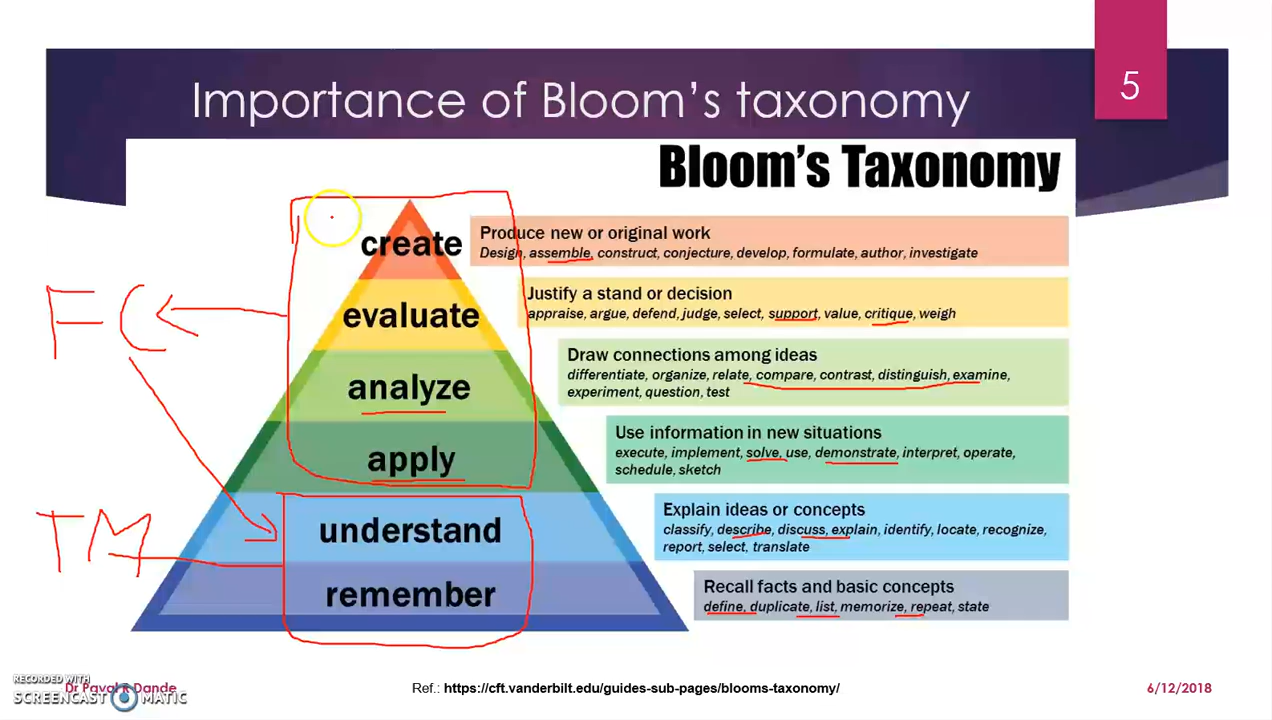 5
Importance of Bloom's taxonomy
Bloom's Taxonomy
create
Produce new or original work
Design, assemble, construct, conjecture, develop, formulate, author, investigate
evaluate
Justify a stand or decision
appraise, argue, defend, judge, select, support, value, critique, weigh
FC
analyze
Draw connections among ideas
differentiate, organize, relate, compare, contrast, distinguish, examine,
experiment, question, test
apply
Use information in new situations
execute, implement, solve, use, demonstrate, interpret, operate,
schedule, sketch
TM
understand
Explain ideas or concepts
classify, describe, discuss, explain, identify, locate, recognize,
report, select, translate
remember
Recall facts and basic concepts
define, duplicate, list, memorize, repeat, state
RECORDED WITH
SCREENCAST MATIC
Dr Payal K Dande
Ref.: https://cft.vanderbilt.edu/guides-sub-pages/blooms-taxonomy/
6/12/2018